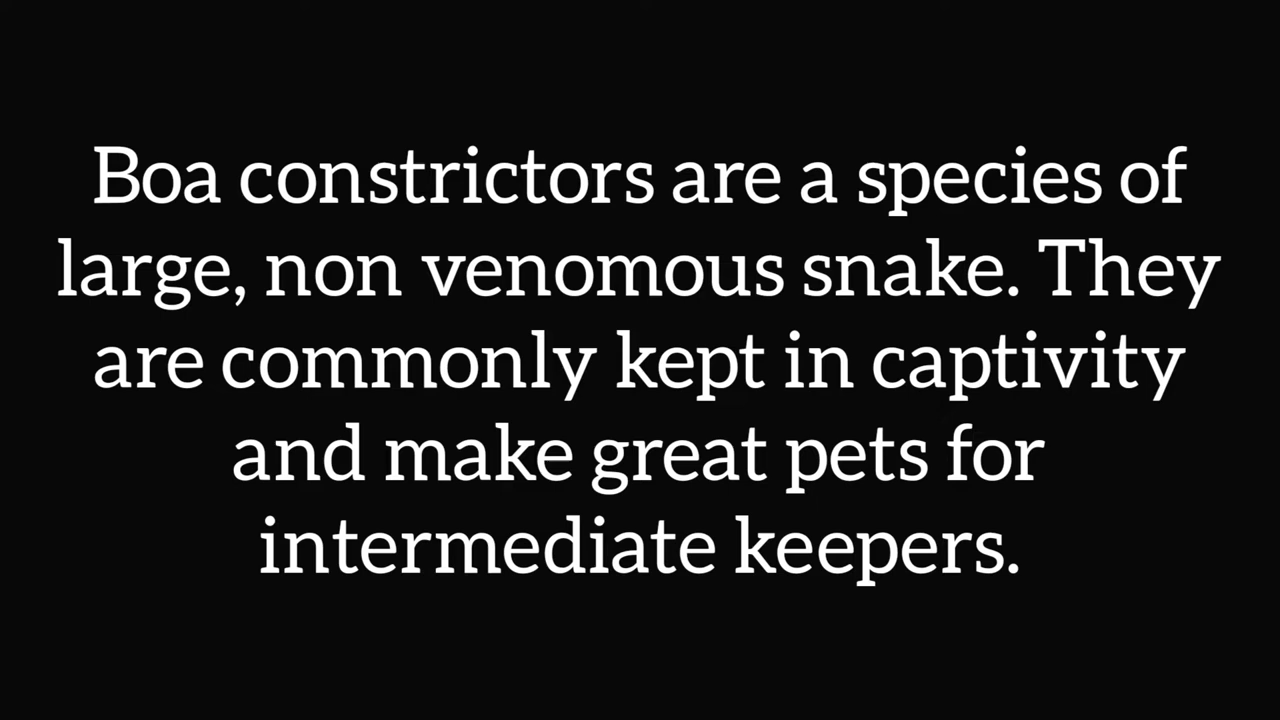 Boa constrictors are a species of
large, non venomous snake. They
are commonly kept in captivity
and make great pets for
intermediate keepers.